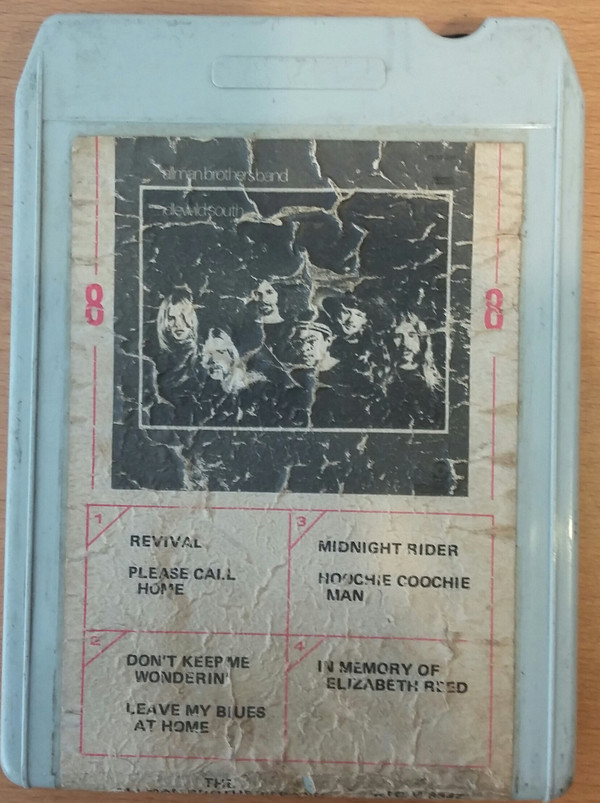 allman brothers band
idlewild south
8
8
1
REVIVAL
PLEASE CALL
HOME
2
DON'T KEEP ME
WONDERIN'
LEAVE MY BLUES
AT HOME
3
MIDNIGHT RIDER
HOOCHIE COOCHIE
MAN
4
IN MEMORY OF
ELIZABETH REED
THE